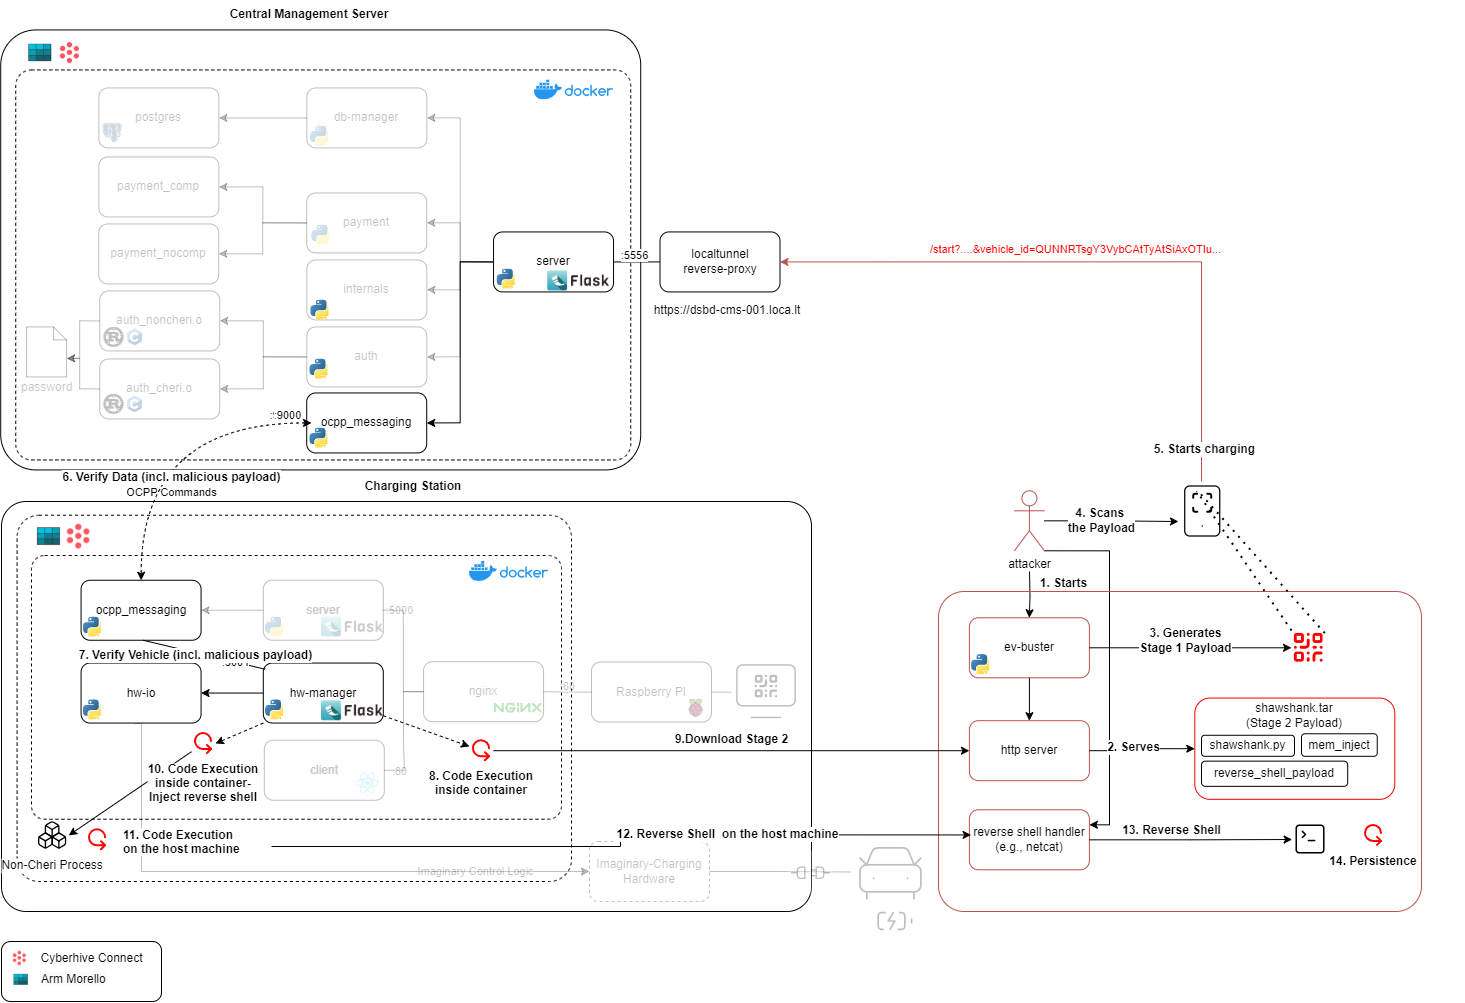 Central Management Server
docker
postgres
db-manager
payment_comp
payment
payment_nocomp
server
Flask
:5556
localtunnel
reverse-proxy
https://dsbd-cms-001.loca.lt
/start?....&vehicle_id=QUNNRTsgY3VybCAtTyAtSiAxOTIu...
internals
auth_noncheri.o
auth
auth_cheri.o
password
ocpp_messaging
:9000
6. Verify Data (incl. malicious payload)
OCPP Commands
Charging Station
docker
ocpp_messaging
server
Flask
:5000
7. Verify Vehicle (incl. malicious payload)
hw-io
hw-manager
Flask
nginx
NGINX
:80
Raspberry PI
client
:80
8. Code Execution
inside container
9.Download Stage 2
10. Code Execution
inside container-
Inject reverse shell
11. Code Execution
on the host machine
Non-Cheri Process
12. Reverse Shell  on the host machine
Imaginary Control Logic
Imaginary-Charging
Hardware
5. Starts charging
4. Scans
the Payload
attacker
1. Starts
ev-buster
3. Generates
Stage 1 Payload
http server
2. Serves
shawshank.tar
(Stage 2 Payload)
shawshank.py
mem_inject
reverse_shell_payload
reverse shell handler
(e.g., netcat)
13. Reverse Shell
14. Persistence
Cyberhive Connect
Arm Morello